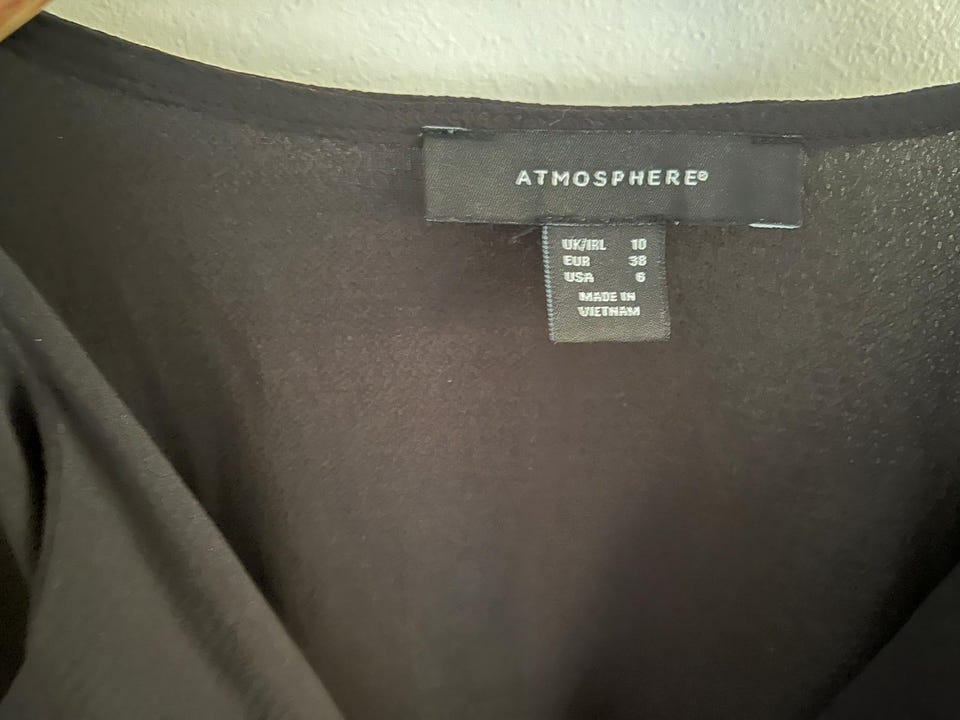 ATMOSPHERE®
UK/IRL 10
EUR 38
USA 6
MADE IN
VIETNAM